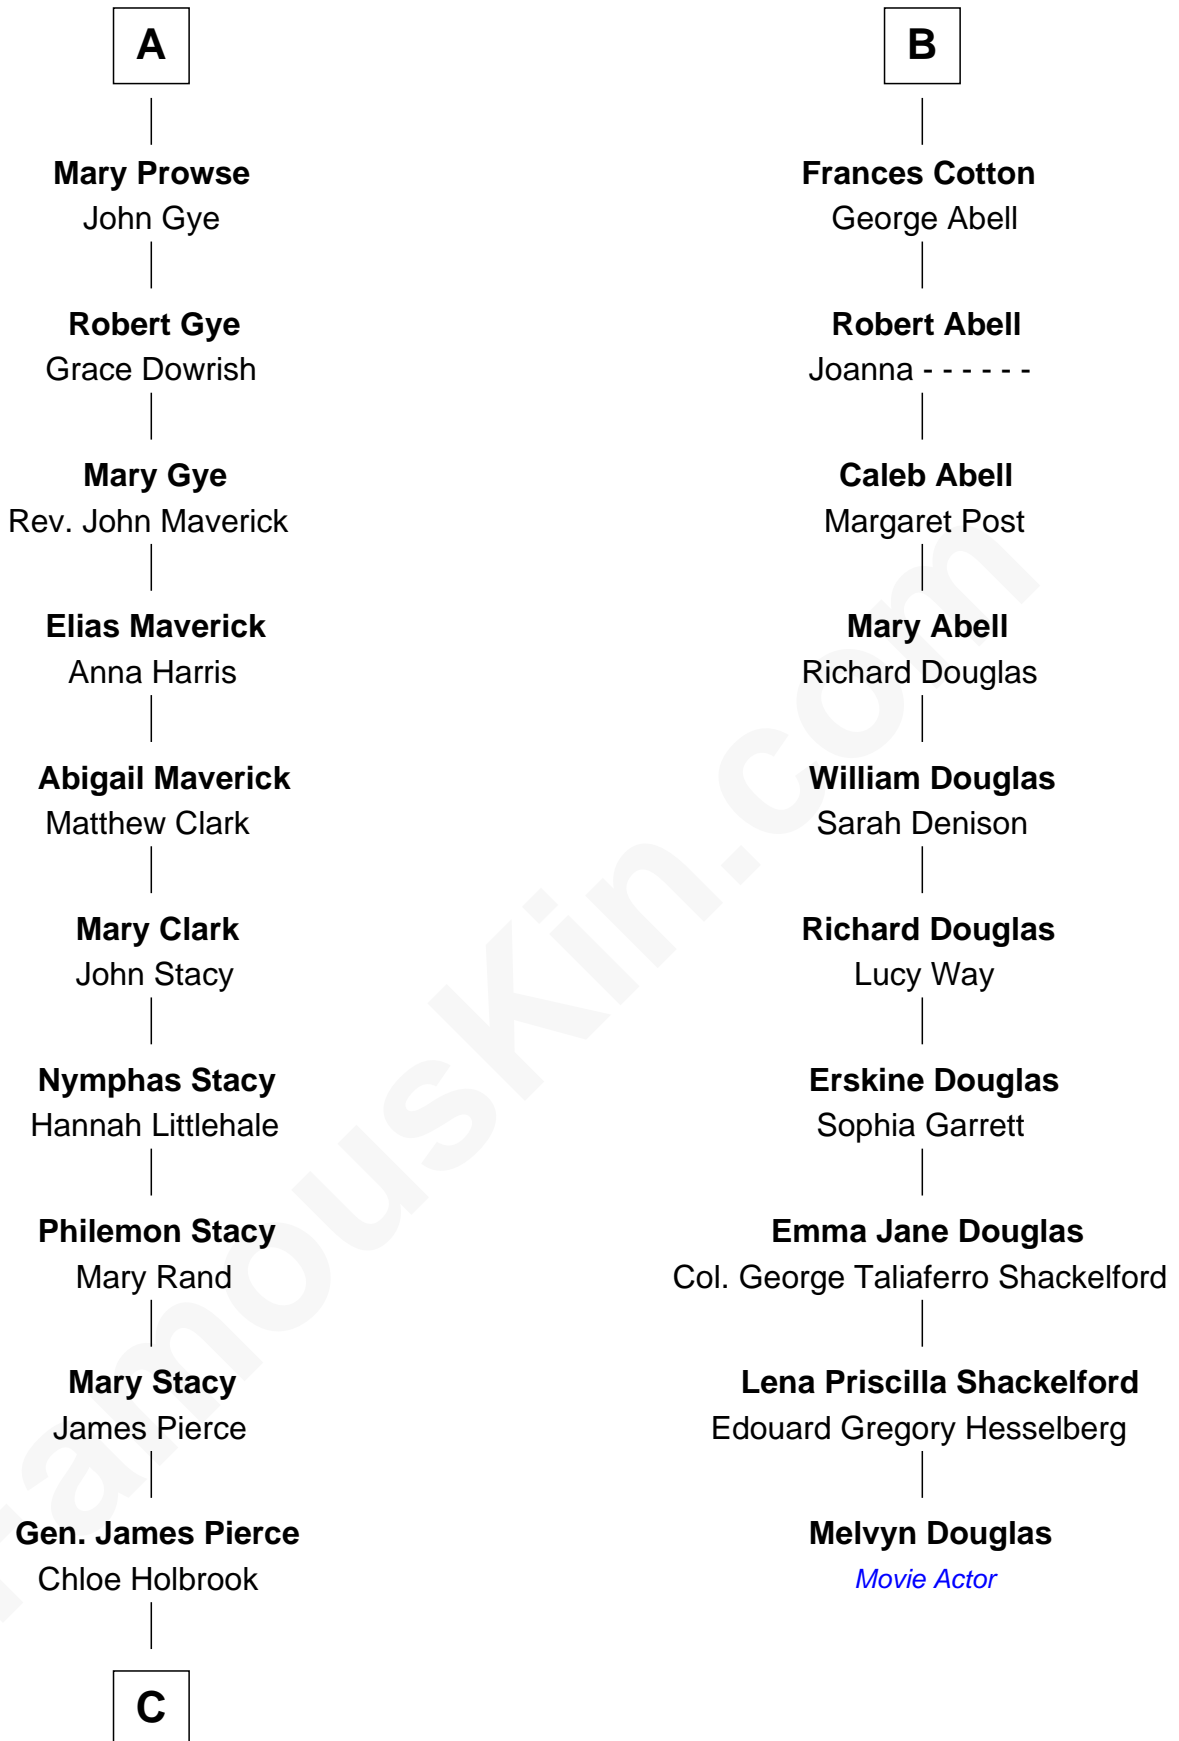 A
Mary Prowse
John Gye
Robert Gye
Grace Dowrish
Mary Gye
Rev. John Maverick
Elias Maverick
Anna Harris
Abigail Maverick
Matthew Clark
Mary Clark
John Stacy
Nymphas Stacy
Hannah Littlehale
Philemon Stacy
Mary Rand
Mary Stacy
James Pierce
Gen. James Pierce
Chloe Holbrook
C
B
Frances Cotton
George Abell
Robert Abell
Joanna - - - - - -
Caleb Abell
Margaret Post
Mary Abell
Richard Douglas
William Douglas
Sarah Denison
Richard Douglas
Lucy Way
Erskine Douglas
Sophia Garrett
Emma Jane Douglas
Col. George Taliaferro Shackelford
Lena Priscilla Shackelford
Edouard Gregory Hesselberg
Melvyn Douglas
Movie Actor
FamousKin.com